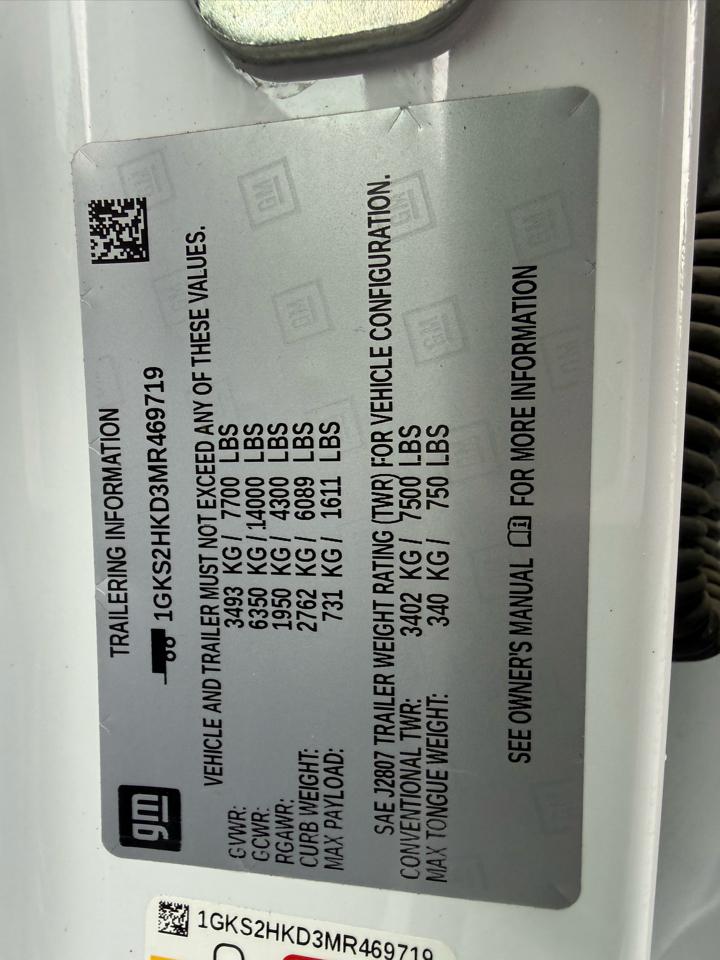 gm
TRAILERING INFORMATION
1GKS2HKD3MR469719
VEHICLE AND TRAILER MUST NOT EXCEED ANY OF THESE VALUES.
GVWR: 3493 KG / 7700 LBS
GCWR: 6350 KG / 14000 LBS
RGAWR: 1950 KG / 4300 LBS
CURB WEIGHT: 2762 KG / 6089 LBS
MAX PAYLOAD: 731 KG / 1611 LBS
SAE J2807 TRAILER WEIGHT RATING (TWR) FOR VEHICLE CONFIGURATION.
CONVENTIONAL TWR: 3402 KG / 7500 LBS
MAX TONGUE WEIGHT: 340 KG / 750 LBS
SEE OWNER'S MANUAL FOR MORE INFORMATION
1GKS2HKD3MR469719